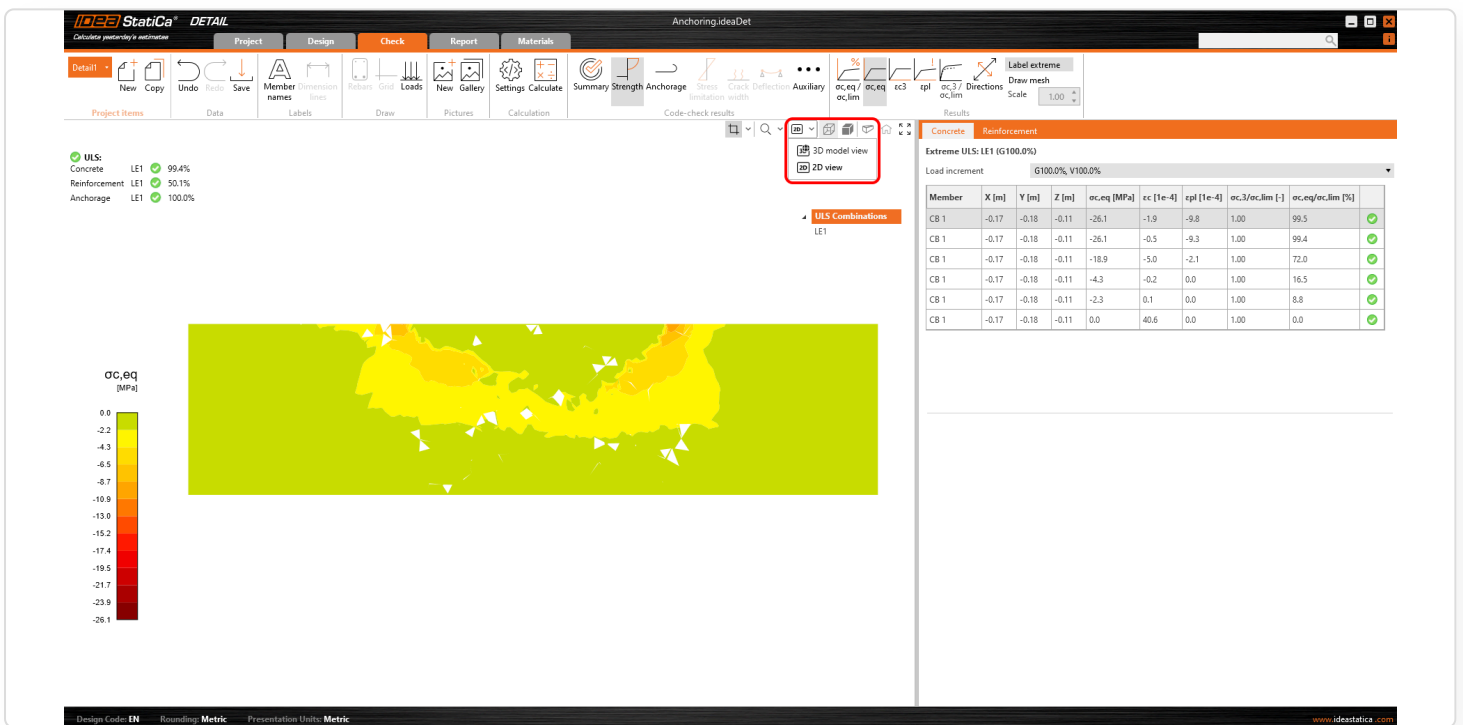 IDEA StatiCa® DETAIL
Calculate yesterday's estimates
Anchoring.ideaDet
Project Design Check Report Materials
Detail1
New Copy
Project items
Undo Redo Save
Data
Member names
Dimension lines
Labels
Rebars Grid Loads
Draw
New Gallery
Pictures
Settings Calculate
Calculation
Summary Strength Anchorage Stress limitation Crack width Deflection Auxiliary
Code-check results
σc,eq / σc,lim
σc,eq
εc3
εpl
σc,3 / σc,lim
Directions
Label extreme
Draw mesh
Scale 1.00
Results
2D
3D model view
2D 2D view
ULS:
Concrete LE1 99.4%
Reinforcement LE1 50.1%
Anchorage LE1 100.0%
ULS Combinations
LE1
σc,eq
[MPa]
0.0
-2.2
-4.3
-6.5
-8.7
-10.9
-13.0
-15.2
-17.4
-19.5
-21.7
-23.9
-26.1
Concrete Reinforcement
Extreme ULS: LE1 (G100.0%)
Load increment G100.0%, V100.0%
Member X [m] Y [m] Z [m] σc,eq [MPa] εc [1e-4] εpl [1e-4] σc,3/σc,lim [-] σc,eq/σc,lim [%]
CB 1 -0.17 -0.18 -0.11 -26.1 -1.9 -9.8 1.00 99.5
CB 1 -0.17 -0.18 -0.11 -26.1 -0.5 -9.3 1.00 99.4
CB 1 -0.17 -0.18 -0.11 -18.9 -5.0 -2.1 1.00 72.0
CB 1 -0.17 -0.18 -0.11 -4.3 -0.2 0.0 1.00 16.5
CB 1 -0.17 -0.18 -0.11 -2.3 0.1 0.0 1.00 8.8
CB 1 -0.17 -0.18 -0.11 0.0 40.6 0.0 1.00 0.0
Design Code: EN Rounding: Metric Presentation Units: Metric
www.ideastatica.com